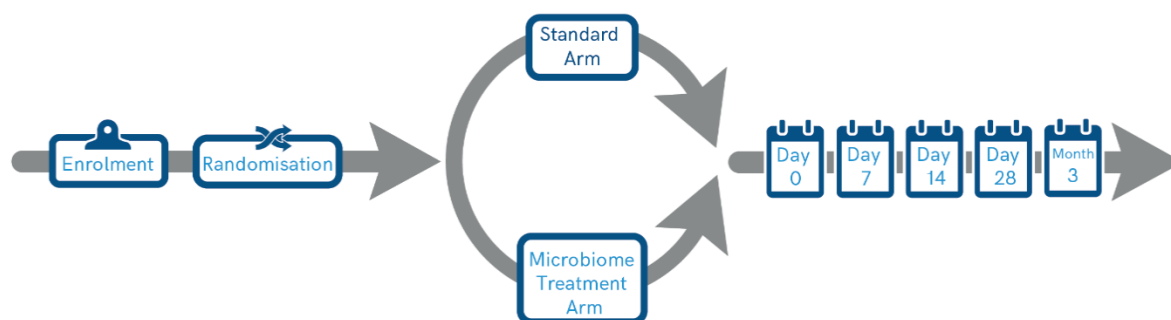 Enrolment
Randomisation
Standard
Arm
Microbiome
Treatment
Arm
Day
0
Day
7
Day
14
Day
28
Month
3